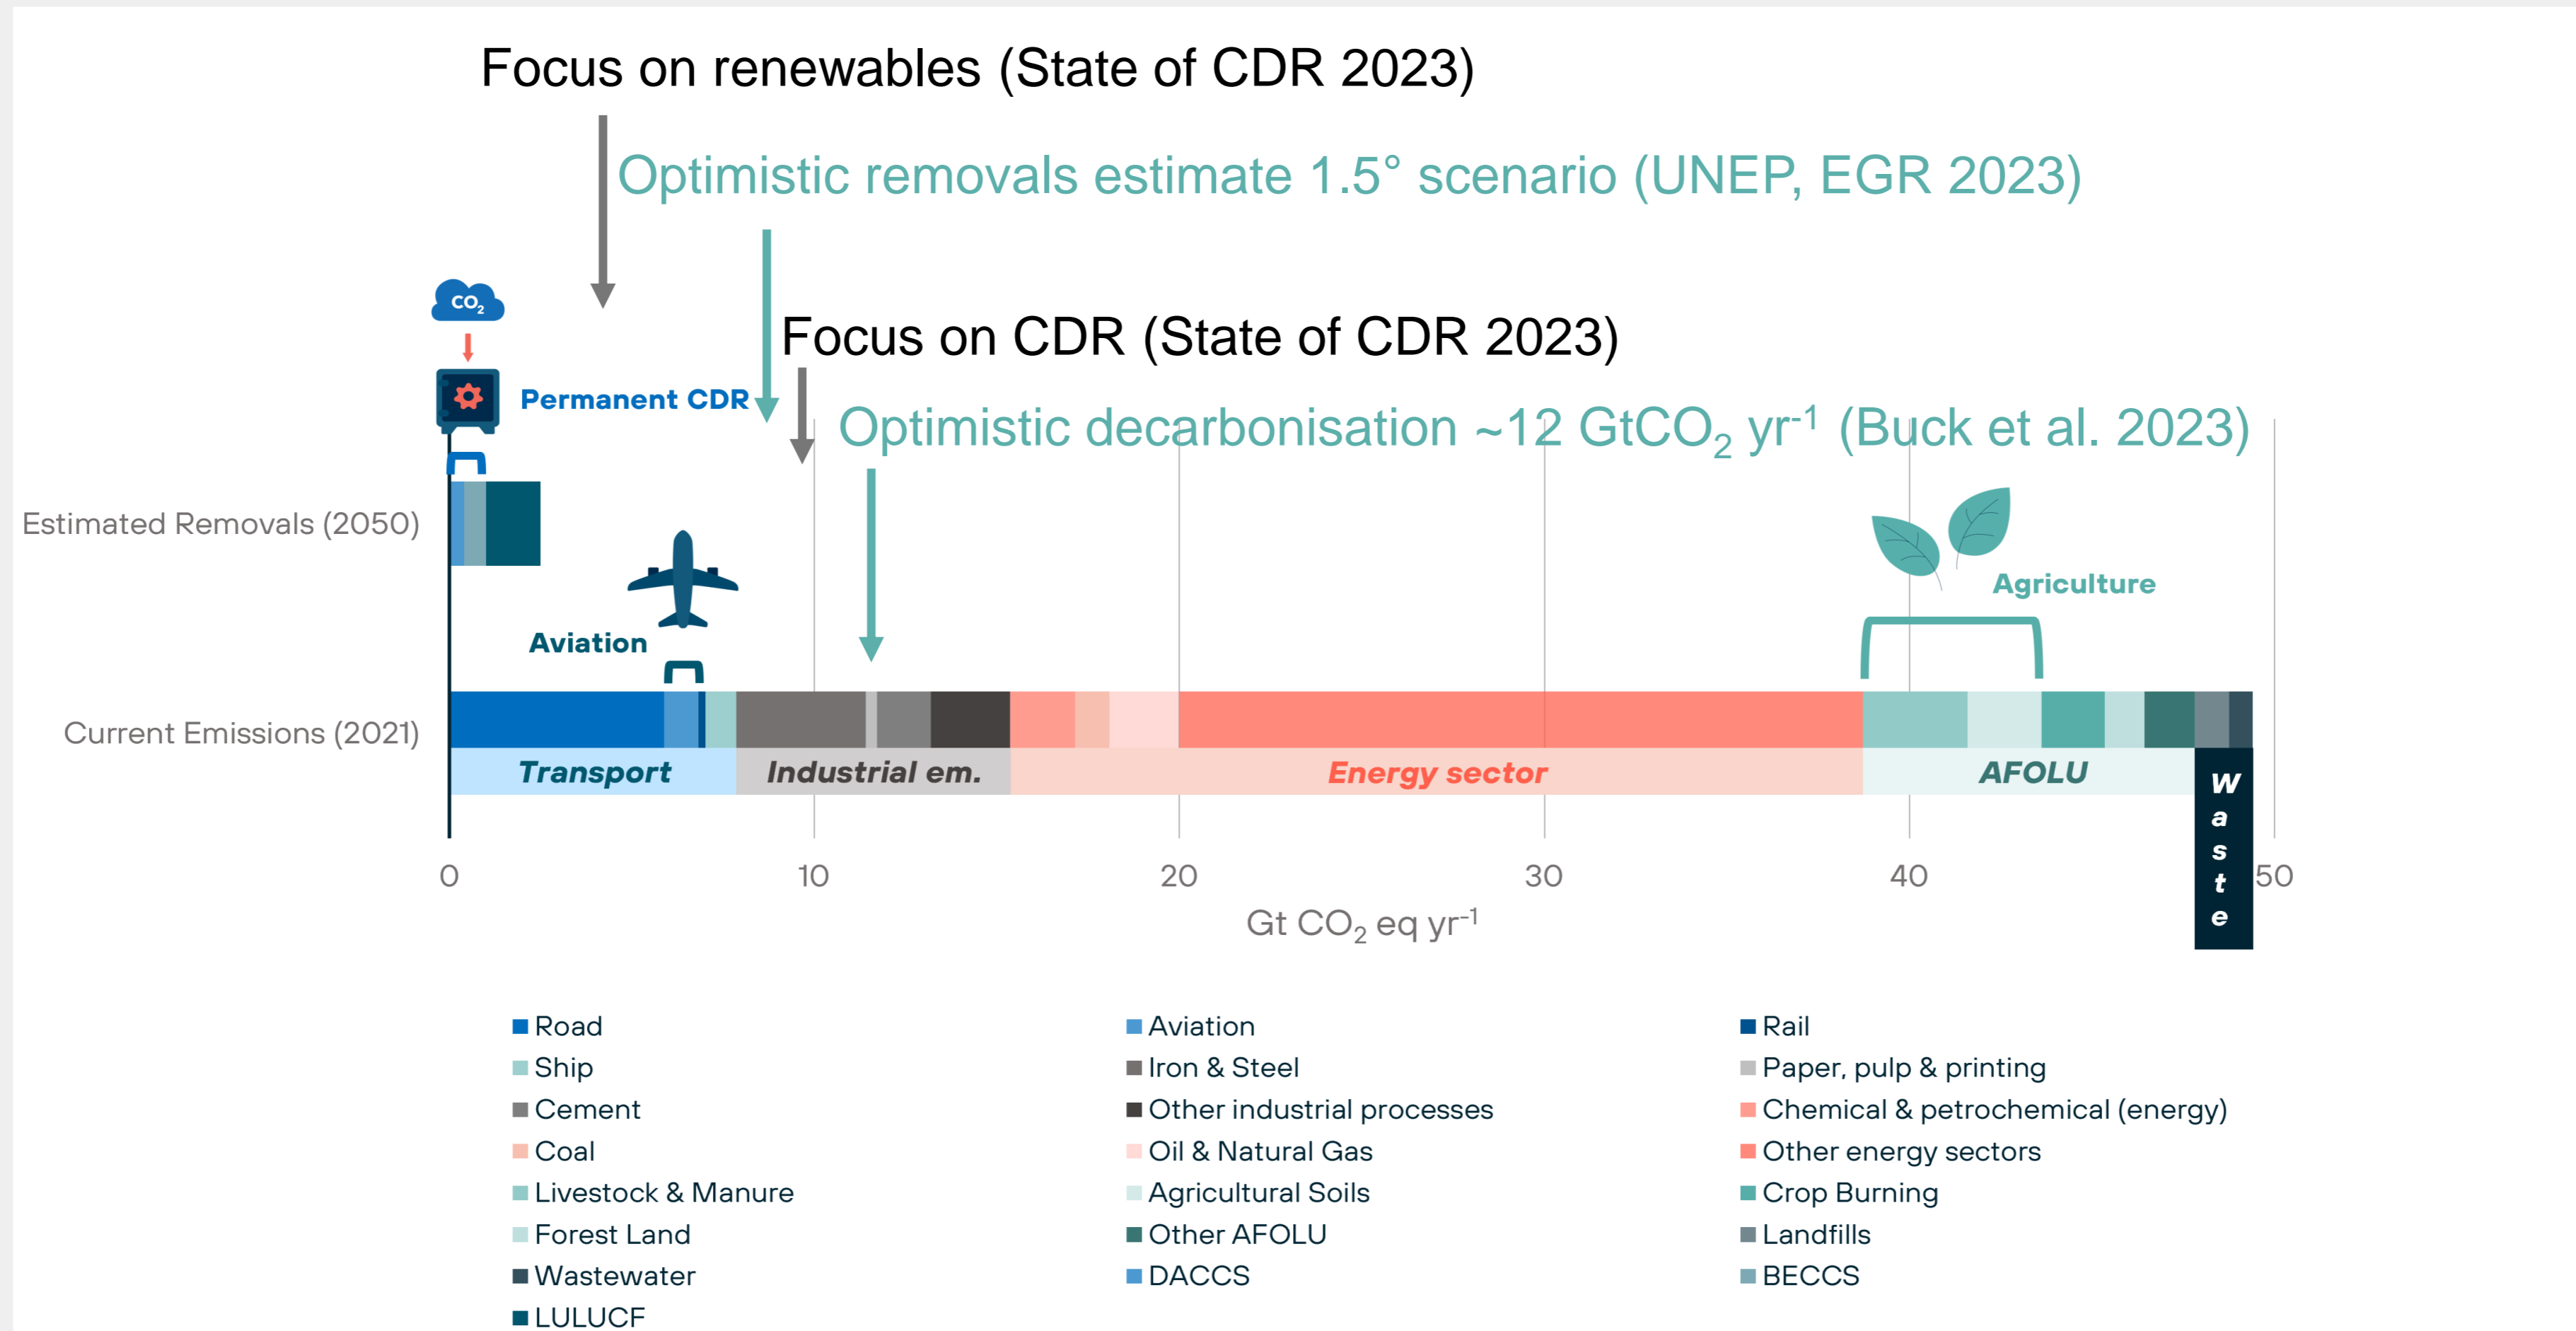 Focus on renewables (State of CDR 2023)
Optimistic removals estimate 1.5° scenario (UNEP, EGR 2023)
CO₂
Focus on CDR (State of CDR 2023)
Permanent CDR
Optimistic decarbonisation ~12 GtCO₂ yr⁻¹ (Buck et al. 2023)
Estimated Removals (2050)
Agriculture
Aviation
Current Emissions (2021)
Transport
Industrial em.
Energy sector
AFOLU
Waste
0
10
20
30
40
50
Gt CO₂ eq yr⁻¹
Road
Aviation
Rail
Ship
Iron & Steel
Paper, pulp & printing
Cement
Other industrial processes
Chemical & petrochemical (energy)
Coal
Oil & Natural Gas
Other energy sectors
Livestock & Manure
Agricultural Soils
Crop Burning
Forest Land
Other AFOLU
Landfills
Wastewater
DACCS
BECCS
LULUCF